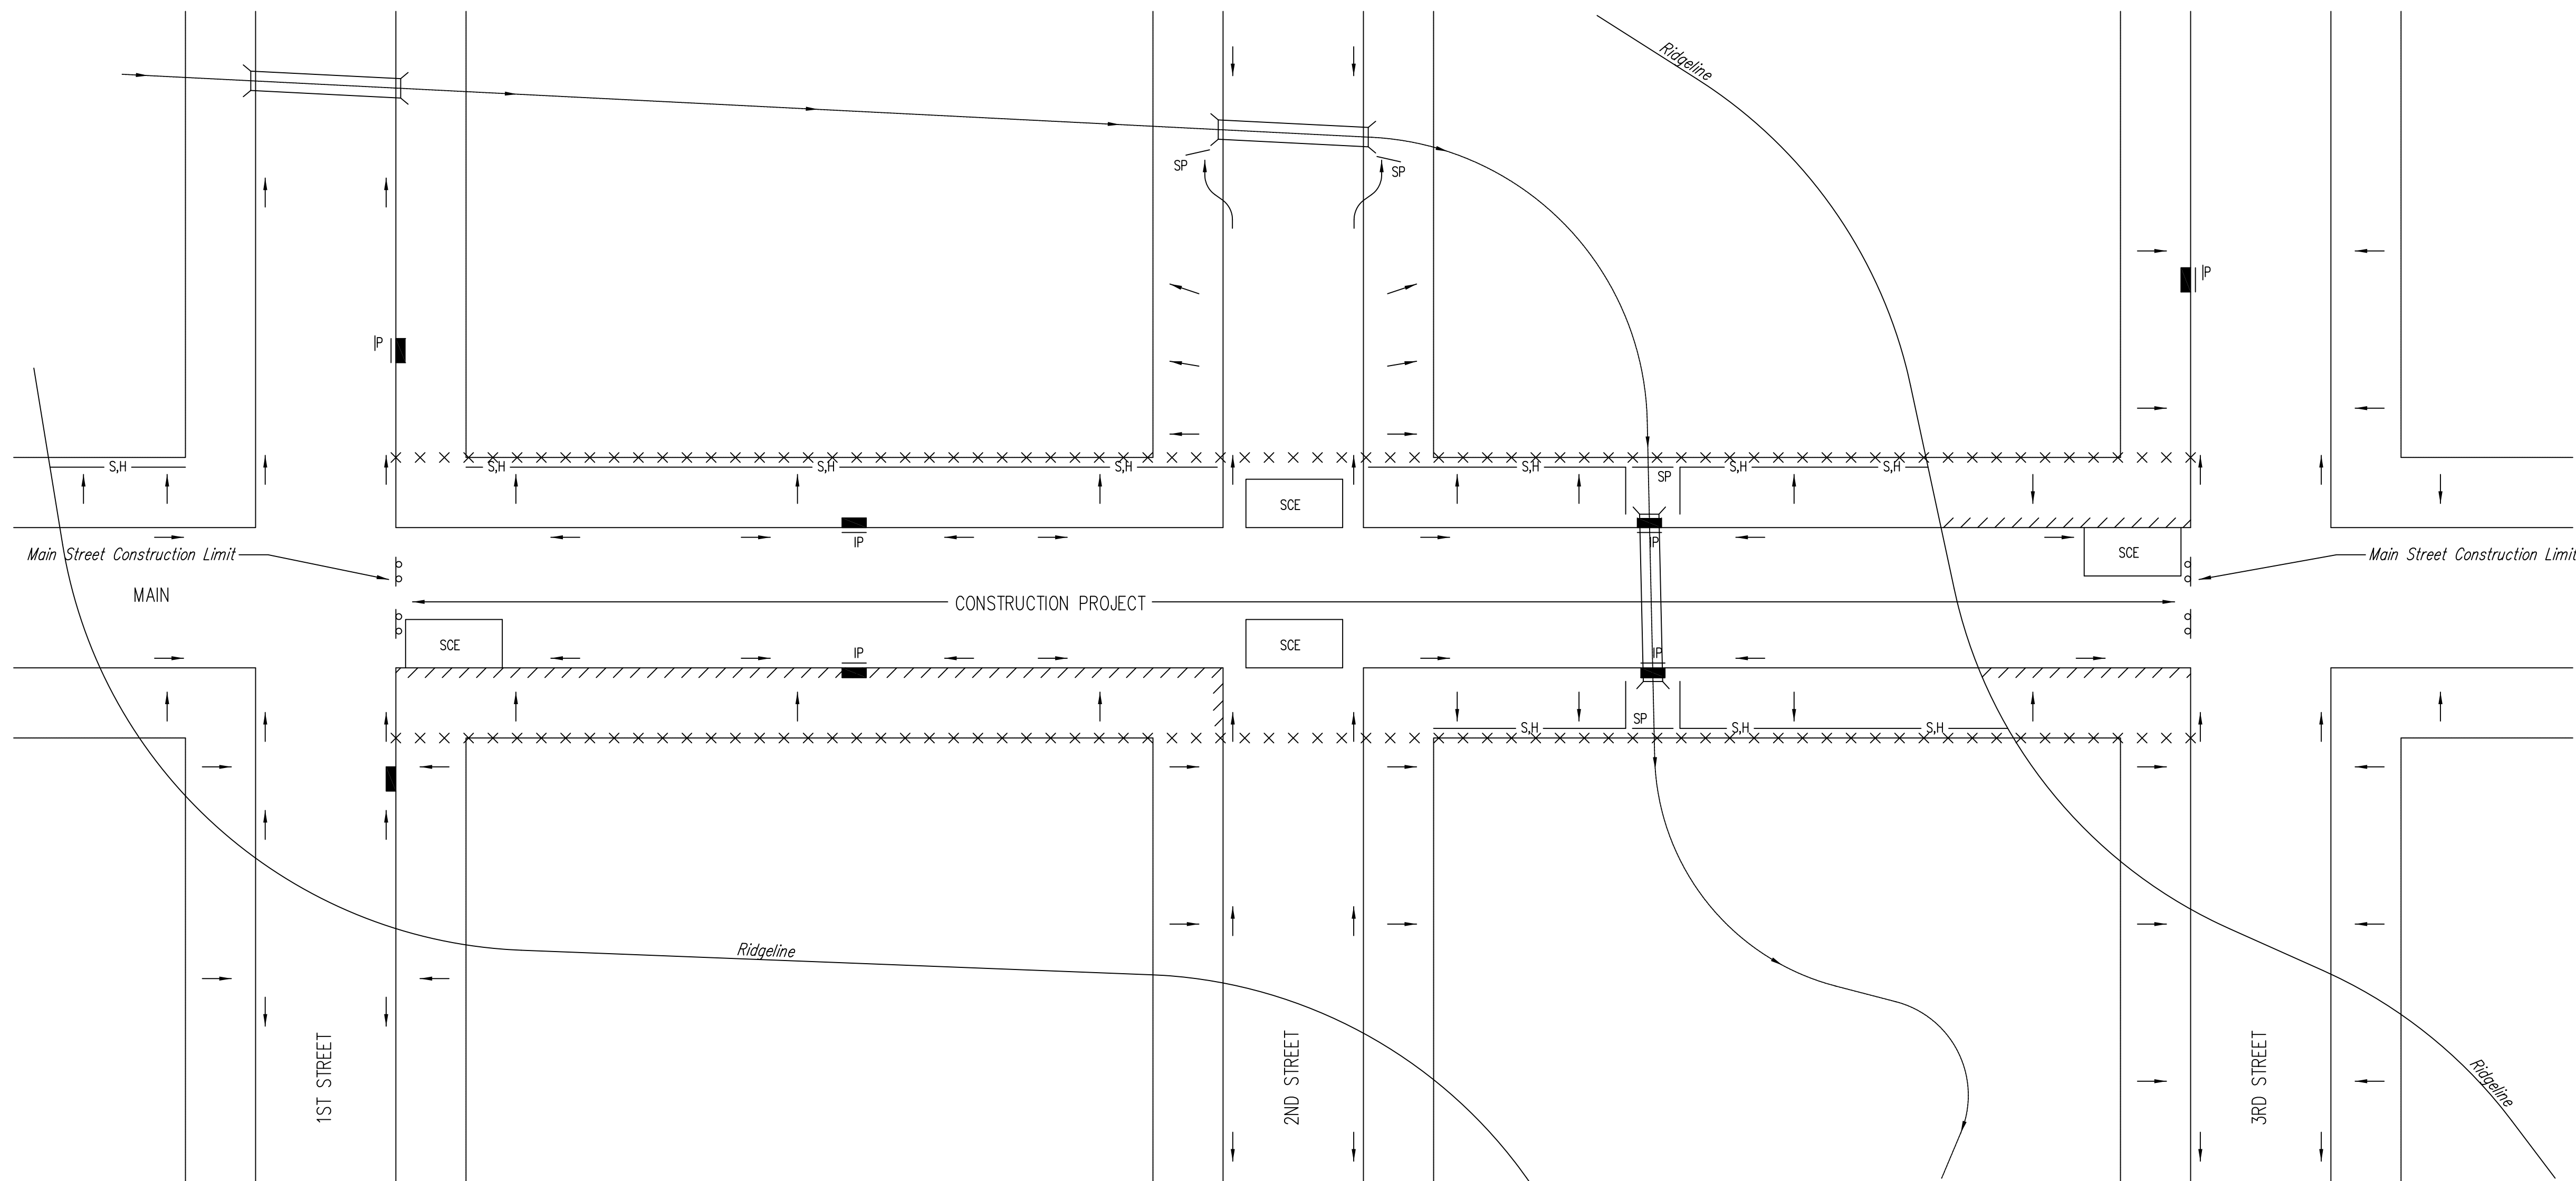 Ridgeline
SP
SP
IP
IP
S,H
S,H
S,H
S,H
S,H
SP
S,H
S,H
SCE
IP
IP
SCE
Main Street Construction Limit
Main Street Construction Limit
MAIN
CONSTRUCTION PROJECT
SCE
SCE
IP
IP
SP
S,H
S,H
S,H
Ridgeline
1ST STREET
2ND STREET
3RD STREET
Ridgeline